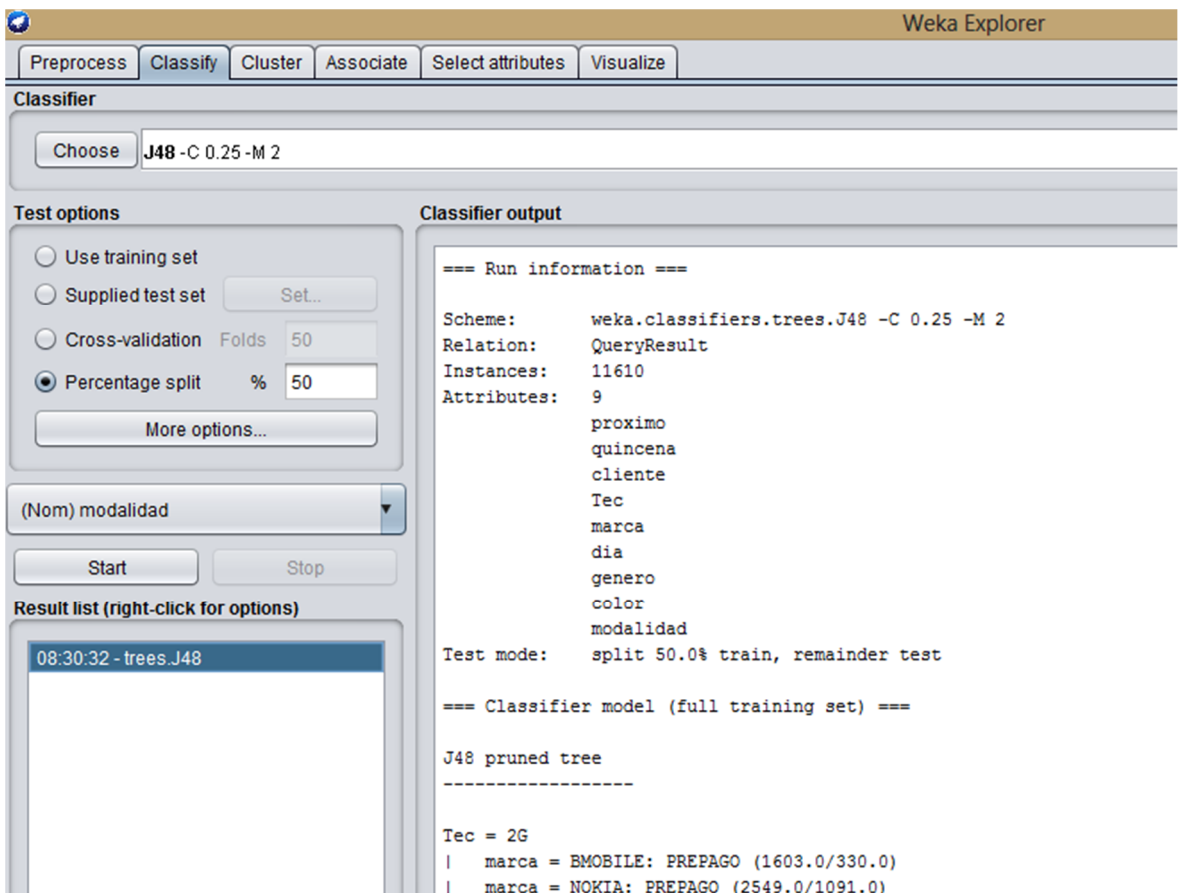 Weka Explorer
Preprocess Classify Cluster Associate Select attributes Visualize
Classifier
Choose J48 -C 0.25 -M 2
Test options
Use training set
Supplied test set Set...
Cross-validation Folds 50
Percentage split % 50
More options...
(Nom) modalidad
Start Stop
Result list (right-click for options)
08:30:32 - trees.J48
Classifier output
=== Run information ===
Scheme: weka.classifiers.trees.J48 -C 0.25 -M 2
Relation: QueryResult
Instances: 11610
Attributes: 9
proximo
quincena
cliente
Tec
marca
dia
genero
color
modalidad
Test mode: split 50.0% train, remainder test
=== Classifier model (full training set) ===
J48 pruned tree
------------------
Tec = 2G
| marca = BMOBILE: PREPAGO (1603.0/330.0)
| marca = NOKIA: PREPAGO (2549.0/1091.0)